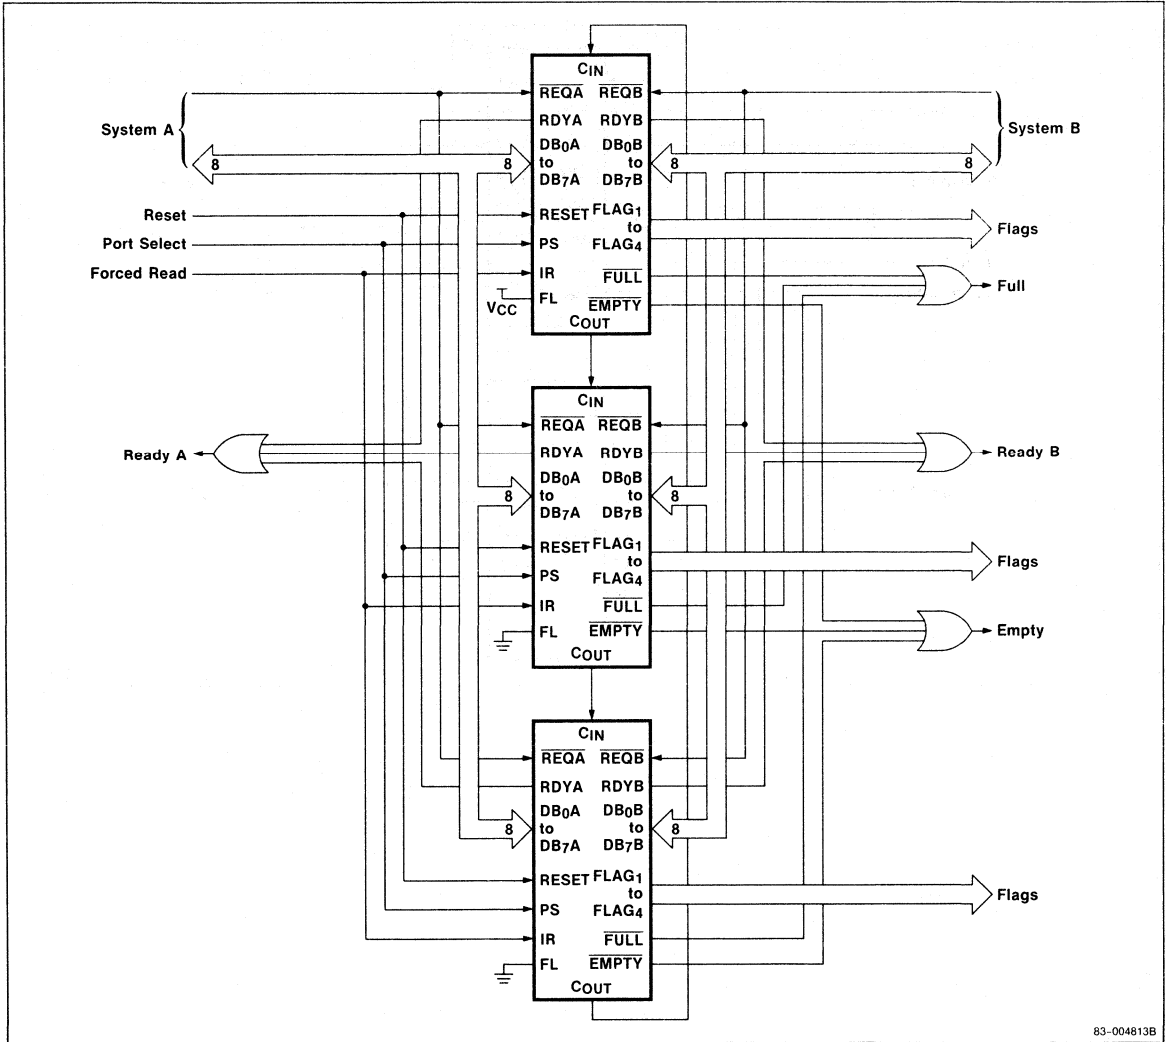 CIN
REQA REQB
RDYA RDYB
System A
System B
DB0A DB0B
8 8 to to 8 8
DB7A DB7B
Reset RESET FLAG1
to Flags
Port Select PS FLAG4
Forced Read IR FULL Full
FL EMPTY
VCC
COUT
CIN
REQA REQB
Ready A RDYA RDYB Ready B
DB0A DB0B
8 to to 8
DB7A DB7B
RESET FLAG1
to Flags
PS FLAG4
IR FULL
FL EMPTY Empty
COUT
CIN
REQA REQB
RDYA RDYB
DB0A DB0B
8 to to 8
DB7A DB7B
RESET FLAG1
to Flags
PS FLAG4
IR FULL
FL EMPTY
COUT
83-004813B